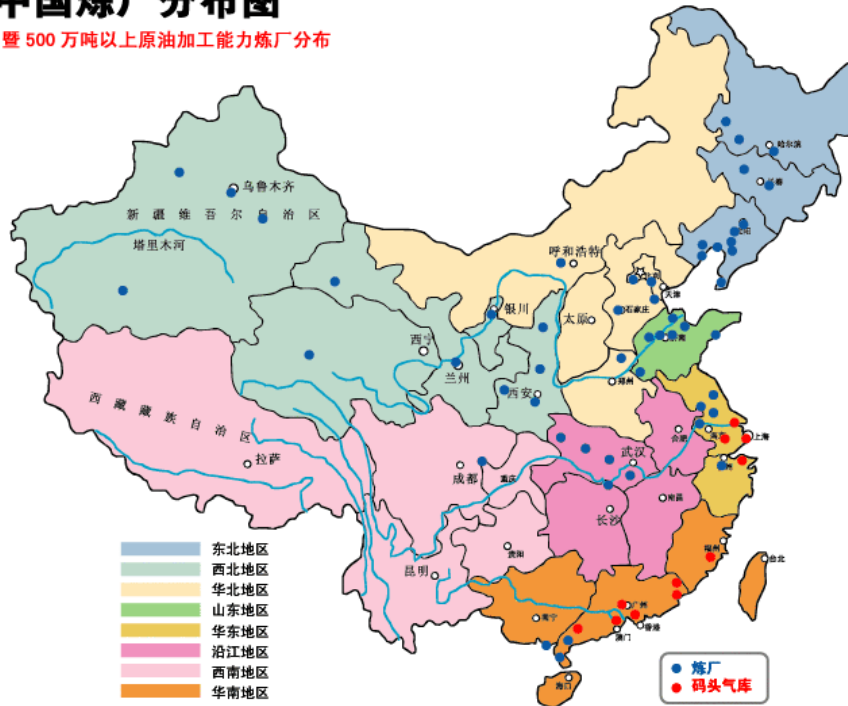 中国炼厂分布图
暨 500 万吨以上原油加工能力炼厂分布
哈尔滨
长春
乌鲁木齐
新疆维吾尔自治区
塔里木河
呼和浩特
北京
天津
银川
太原
石家庄
西宁
兰州
济南
西安
郑州
西藏藏族自治区
拉萨
合肥
上海
武汉
成都
重庆
南昌
长沙
贵阳
昆明
福州
台北
南宁
广州
香港
澳门
海口
东北地区
西北地区
华北地区
山东地区
华东地区
沿江地区
西南地区
华南地区
炼厂
码头气库